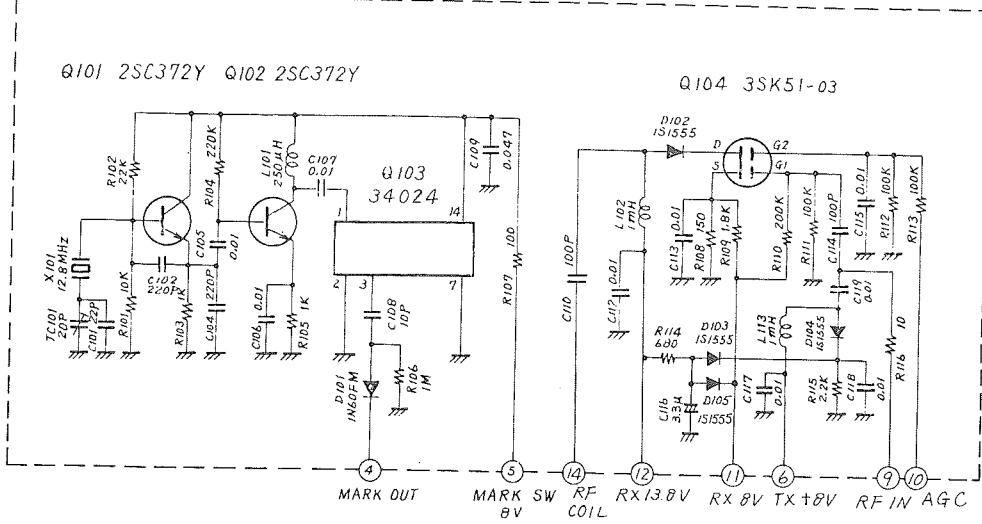 Q101 2SC372Y Q102 2SC372Y
Q104 3SK51-03
R102
22K
R104
220K
L101
250μH
C107
0.01
Q103
34024
C109
0.047
1
14
2
3
7
X101
12.8MHz
TC101
20P
C101 22P
R101
10K
C102
220P
R103
1K
C105
0.01
C104
220P
C106
0.01
R105
1K
C108
10P
R106
1M
D101
1N60FM
R107
100
D102
1S1555
D
S
G2
G1
C110
100P
L102
1mH
C112
0.01
C113
0.01
R108
150
R109
1.8K
R110
200K
R111
100K
C114
100P
C115
0.01
R112
100K
R113
100K
C119
0.01
R114
680
D103
1S1555
D105
1S1555
C116
3.3μ
L113
1mH
D104
1S1555
C117
0.01
R115
2.2K
C118
0.01
R116
10
4
5
14
12
11
6
9
10
MARK OUT
MARK SW
8V
RF
COIL
RX 13.8V
RX 8V
TX +8V
RF IN
AGC